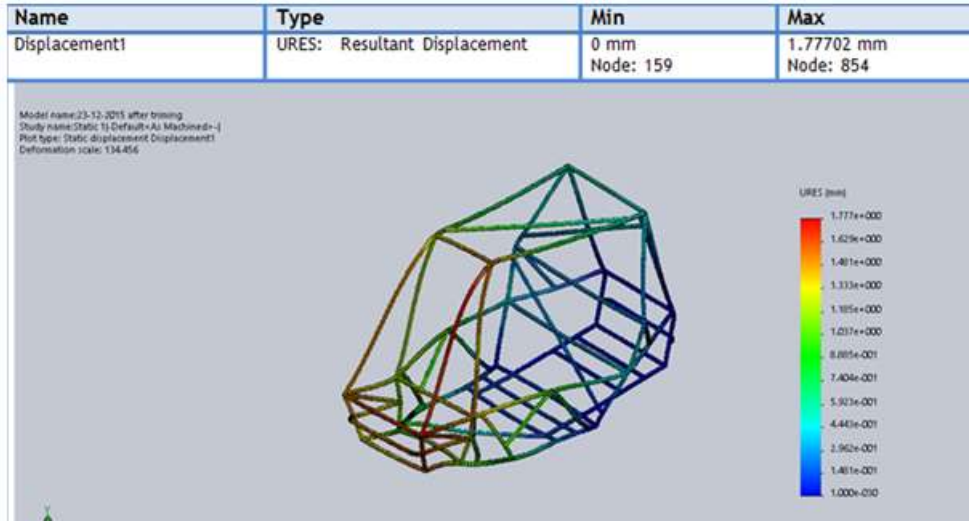 Name Type Min Max
Displacement1 URES: Resultant Displacement 0 mm 1.77702 mm
Node: 159 Node: 854
Model name:23-12-2015 after triming
Study name:Static 1(-Default<As Machined>-)
Plot type: Static displacement Displacement1
Deformation scale: 134.456
URES (mm)
1.777e+000
1.629e+000
1.481e+000
1.333e+000
1.185e+000
1.037e+000
8.885e-001
7.404e-001
5.923e-001
4.443e-001
2.962e-001
1.481e-001
1.000e-030
Y